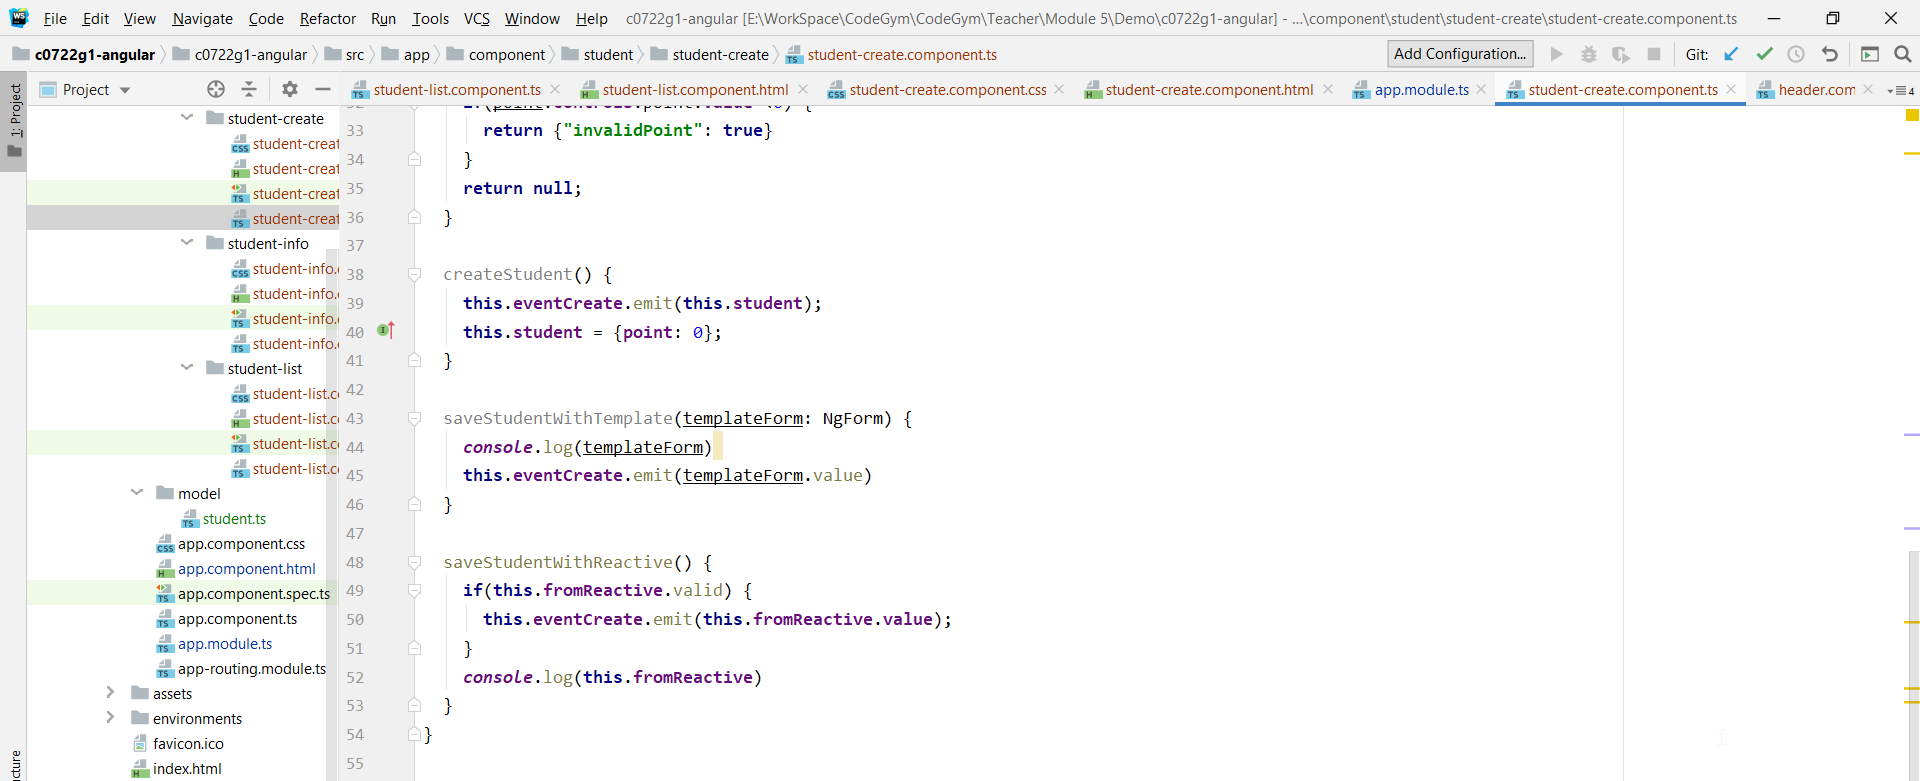 File Edit View Navigate Code Refactor Run Tools VCS Window Help c0722g1-angular [E:\WorkSpace\CodeGym\CodeGym\Teacher\Module 5\Demo\c0722g1-angular] - ...\component\student\student-create\student-create.component.ts
c0722g1-angular c0722g1-angular src app component student student-create student-create.component.ts Add Configuration... Git:
1: Project
Project student-list.component.ts student-list.component.html student-create.component.css student-create.component.html app.module.ts student-create.component.ts header.com 4
student-create
student-creat
student-creat
student-creat
student-creat
student-info
student-info.
student-info.
student-info.
student-info.
student-list
student-list.c
student-list.c
student-list.c
student-list.c
model
student.ts
app.component.css
app.component.html
app.component.spec.ts
app.component.ts
app.module.ts
app-routing.module.ts
assets
environments
favicon.ico
index.html
33 return {"invalidPoint": true}
34 }
35 return null;
36 }
37
38 createStudent() {
39 this.eventCreate.emit(this.student);
40 this.student = {point: 0};
41 }
42
43 saveStudentWithTemplate(templateForm: NgForm) {
44 console.log(templateForm)
45 this.eventCreate.emit(templateForm.value)
46 }
47
48 saveStudentWithReactive() {
49 if(this.fromReactive.valid) {
50 this.eventCreate.emit(this.fromReactive.value);
51 }
52 console.log(this.fromReactive)
53 }
54 }
55